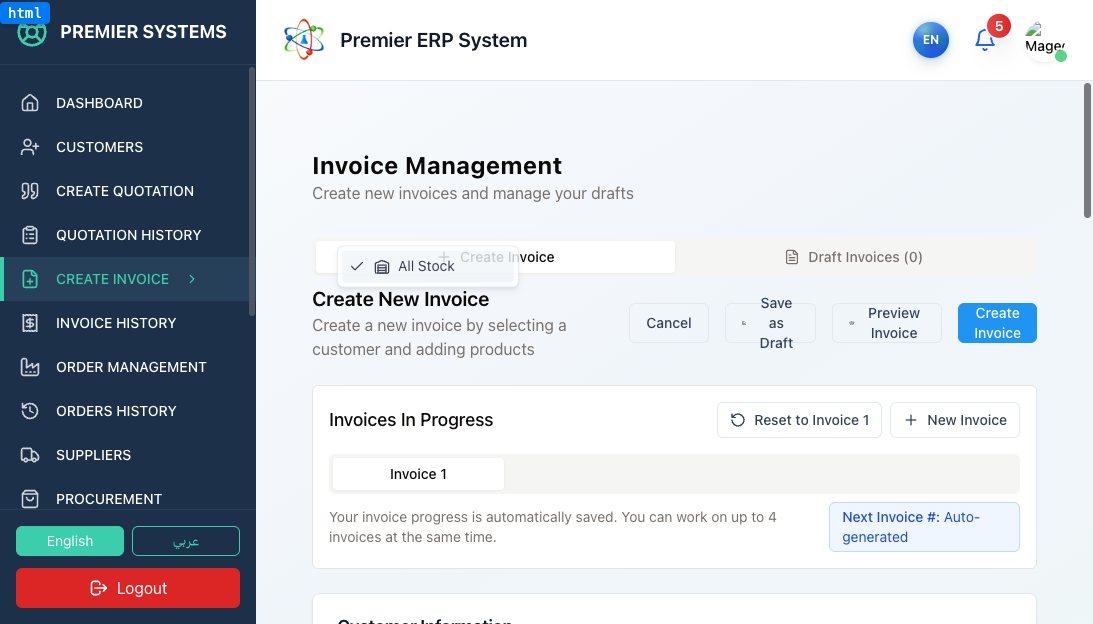 html
PREMIER SYSTEMS
DASHBOARD
CUSTOMERS
CREATE QUOTATION
QUOTATION HISTORY
CREATE INVOICE
INVOICE HISTORY
ORDER MANAGEMENT
ORDERS HISTORY
SUPPLIERS
PROCUREMENT
English
عربي
Logout
Premier ERP System
EN
5
Invoice Management
Create new invoices and manage your drafts
Create Invoice
Draft Invoices (0)
All Stock
Create New Invoice
Create a new invoice by selecting a
customer and adding products
Cancel
Save
as
Draft
Preview
Invoice
Create
Invoice
Invoices In Progress
Reset to Invoice 1
New Invoice
Invoice 1
Your invoice progress is automatically saved. You can work on up to 4
invoices at the same time.
Next Invoice #: Auto-
generated
Customer Information